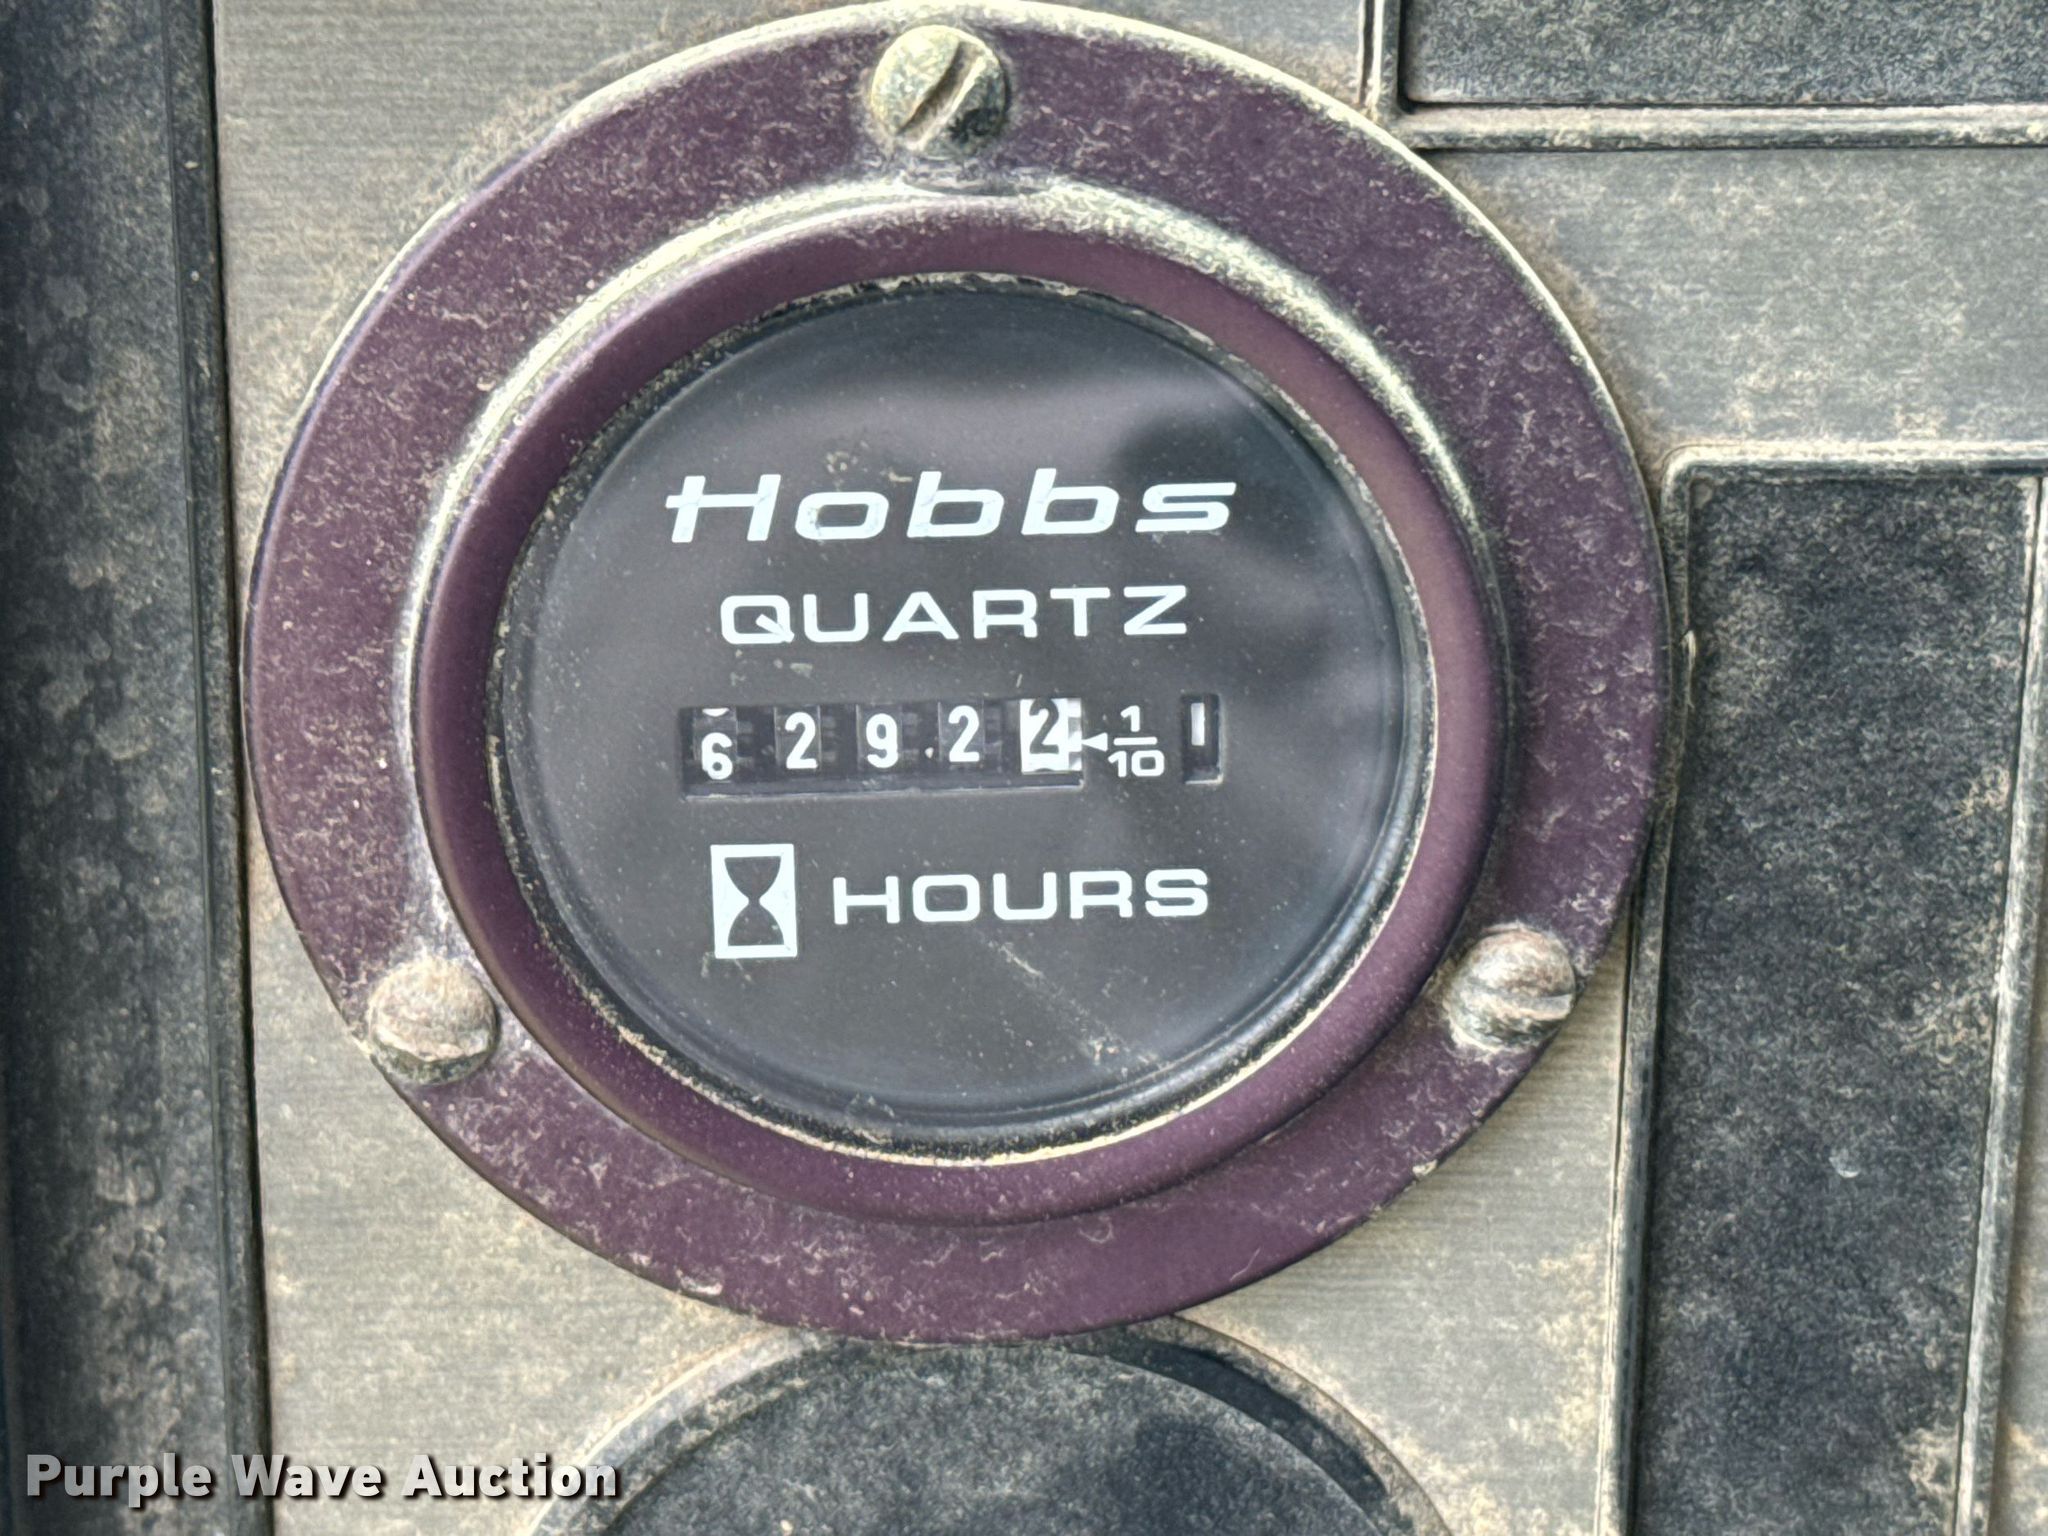 Hobbs
QUARTZ
6 2 9 2 2 1/10
HOURS
Purple Wave Auction